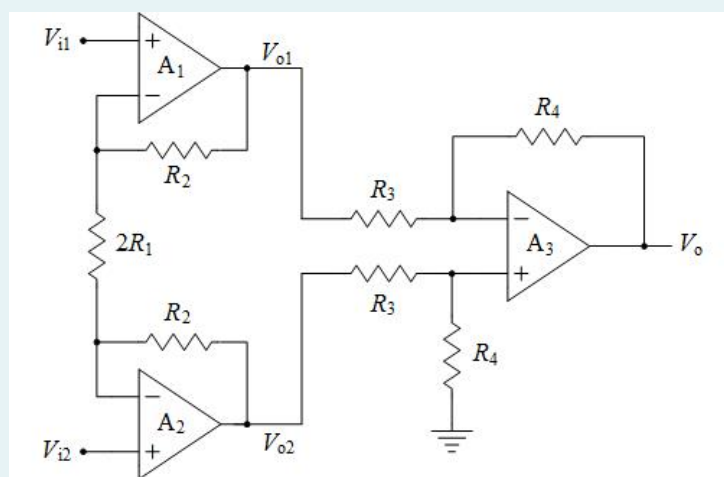 V_i1
+
A_1
−
V_o1
R_2
R_4
R_3
−
2R_1
A_3
V_o
+
R_2
R_3
R_4
−
A_2
V_i2
+
V_o2